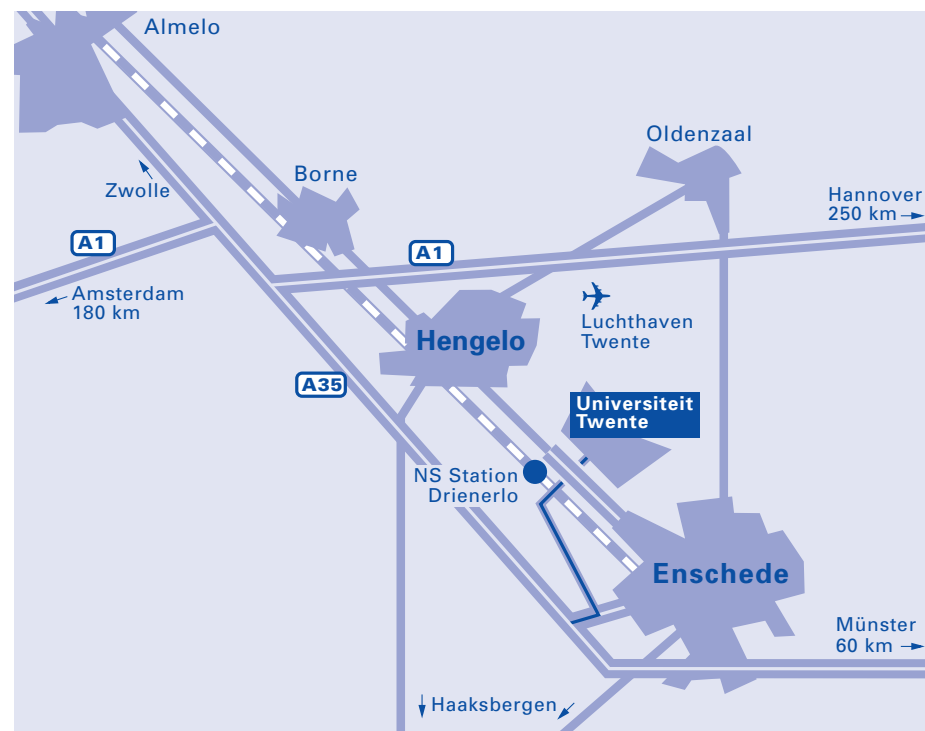 Almelo
Oldenzaal
Borne
Zwolle
Hannover
250 km
A1
A1
Amsterdam
180 km
Luchthaven
Twente
Hengelo
A35
Universiteit
Twente
NS Station
Drienerlo
Enschede
Münster
60 km
Haaksbergen